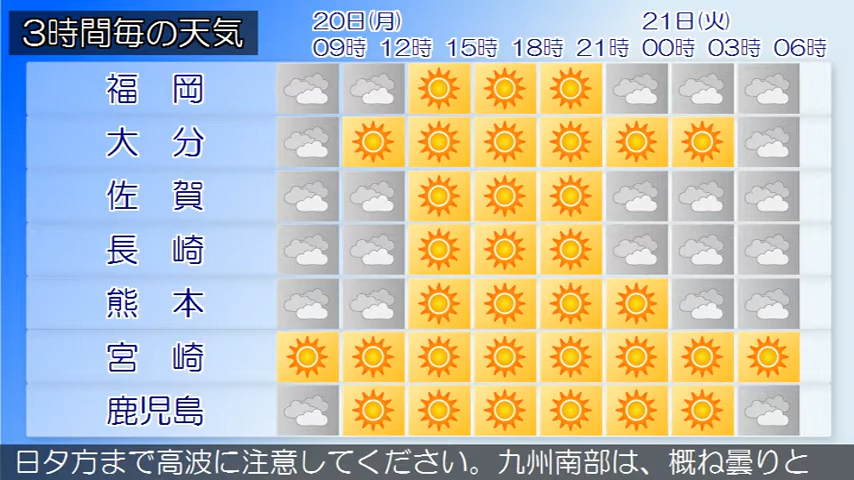 3時間毎の天気
20日(月) 21日(火)
09時 12時 15時 18時 21時 00時 03時 06時
福岡
大分
佐賀
長崎
熊本
宮崎
鹿児島
日夕方まで高波に注意してください。九州南部は、概ね曇りと